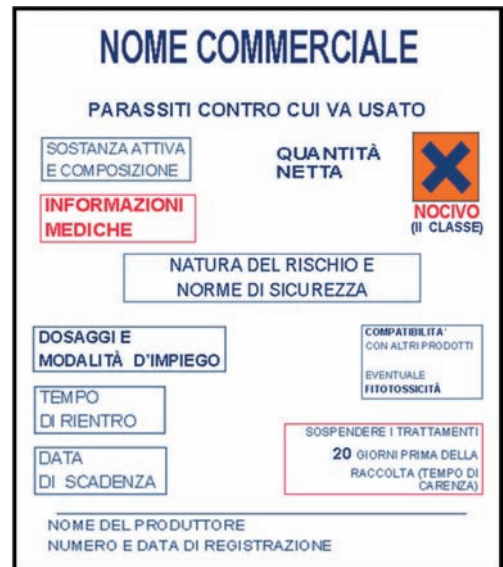 NOME COMMERCIALE
PARASSITI CONTRO CUI VA USATO
SOSTANZA ATTIVA
E COMPOSIZIONE
QUANTITÀ
NETTA
INFORMAZIONI
MEDICHE
NOCIVO
(II CLASSE)
NATURA DEL RISCHIO E
NORME DI SICUREZZA
DOSAGGI E
MODALITÀ D'IMPIEGO
COMPATIBILITA'
CON ALTRI PRODOTTI
EVENTUALE
FITOTOSSICITÀ
TEMPO
DI RIENTRO
SOSPENDERE I TRATTAMENTI
20 GIORNI PRIMA DELLA
RACCOLTA (TEMPO DI
CARENZA)
DATA
DI SCADENZA
NOME DEL PRODUTTORE
NUMERO E DATA DI REGISTRAZIONE